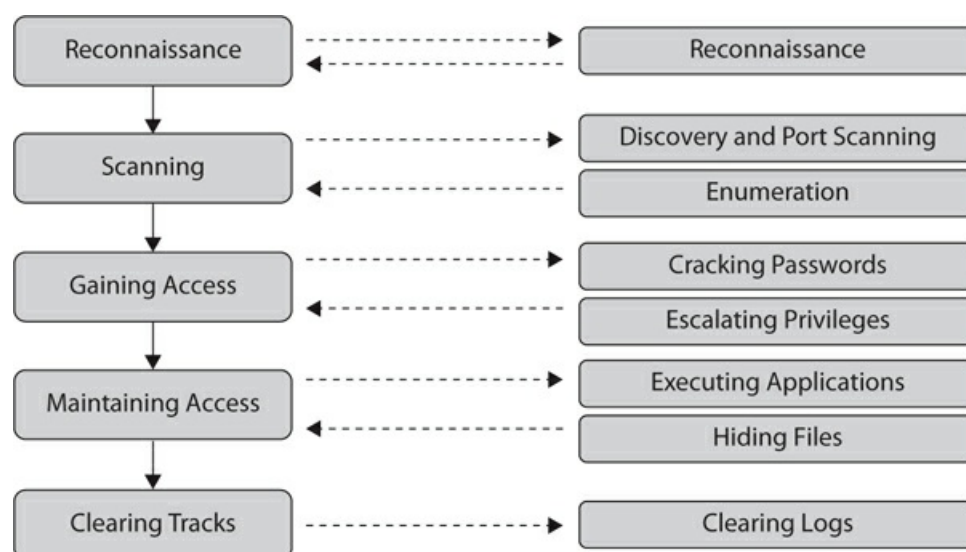 Reconnaissance
Reconnaissance
Scanning
Discovery and Port Scanning
Enumeration
Gaining Access
Cracking Passwords
Escalating Privileges
Maintaining Access
Executing Applications
Hiding Files
Clearing Tracks
Clearing Logs